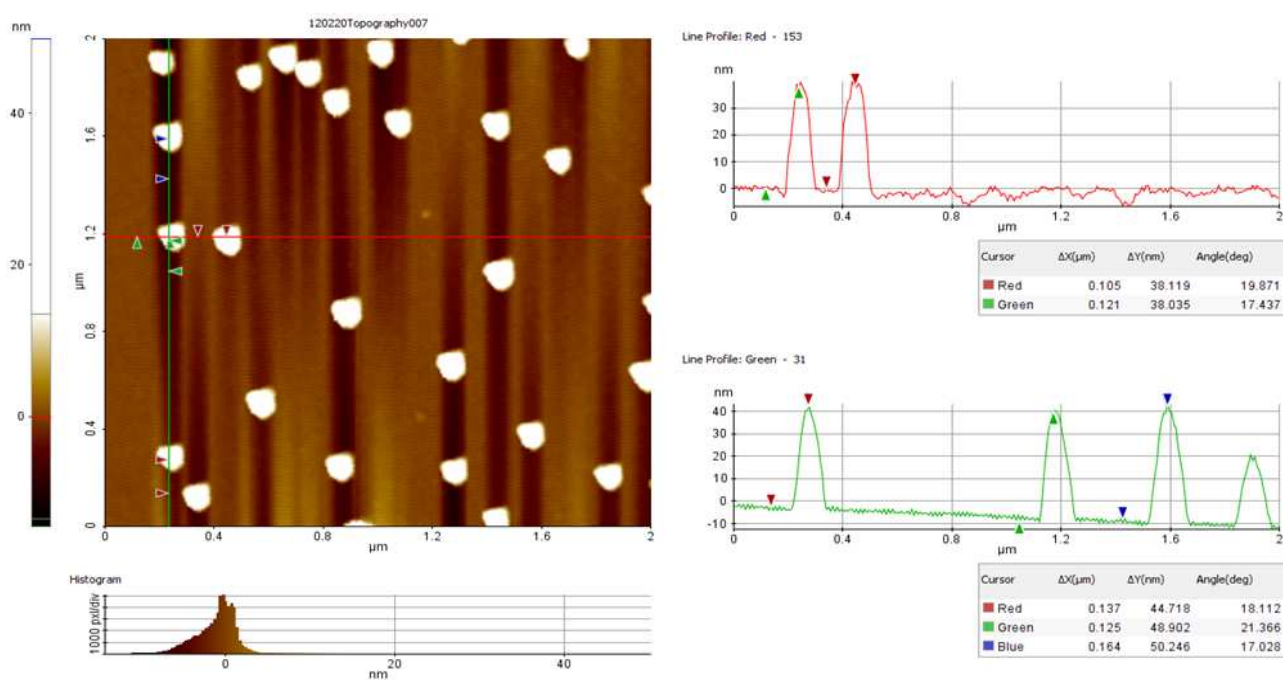 120220Topography007
nm
40
20
0
2
1.6
1.2
0.8
0.4
0
µm
0 0.4 0.8 1.2 1.6 2
µm
Histogram
1000 pxl/div
0 20 40
nm
Line Profile: Red - 153
nm
30
20
10
0
0 0.4 0.8 1.2 1.6 2
µm
Cursor ΔX(µm) ΔY(nm) Angle(deg)
Red 0.105 38.119 19.871
Green 0.121 38.035 17.437
Line Profile: Green - 31
nm
40
30
20
10
0
-10
0 0.4 0.8 1.2 1.6 2
µm
Cursor ΔX(µm) ΔY(nm) Angle(deg)
Red 0.137 44.718 18.112
Green 0.125 48.902 21.366
Blue 0.164 50.246 17.028